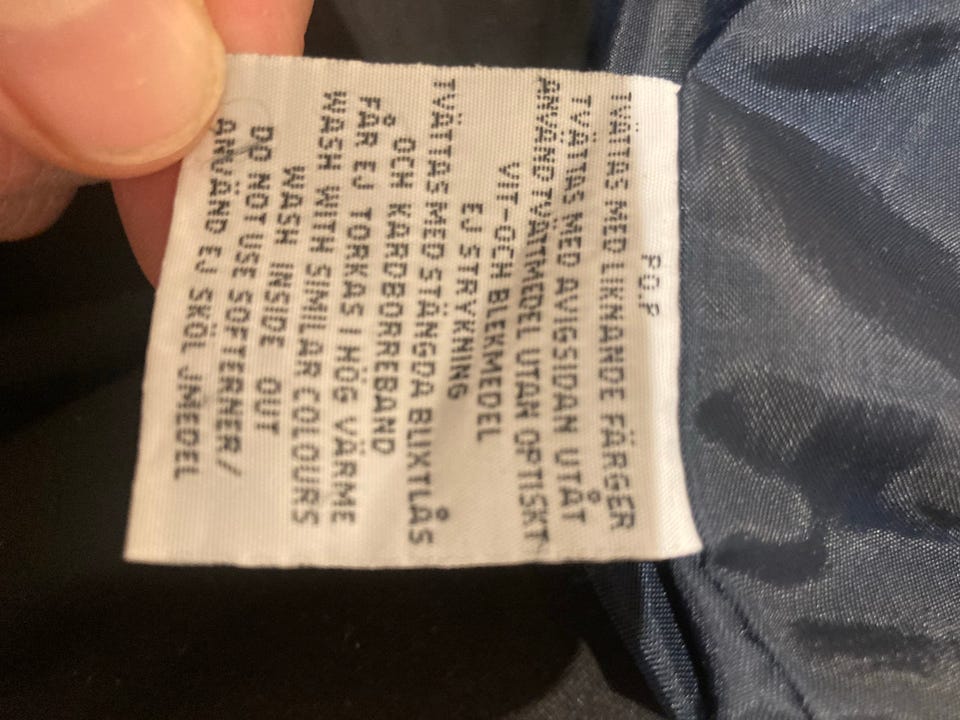 PO.P
TVÄTTAS MED LIKNANDE FÄRGER
TVÄTTAS MED AVIGSIDAN UTÅT
ANVÄND TVÄTTMEDEL UTAN OPTISKT
VIT-OCH BLEKMEDEL
EJ STRYKNING
TVÄTTAS MED STÄNGDA BLIXTLÅS
OCH KARDBORREBAND
FÅR EJ TORKAS I HÖG VÄRME
WASH WITH SIMILAR COLOURS
WASH INSIDE OUT
DO NOT USE SOFTERNER/
ANVÄND EJ SKÖLJMEDEL